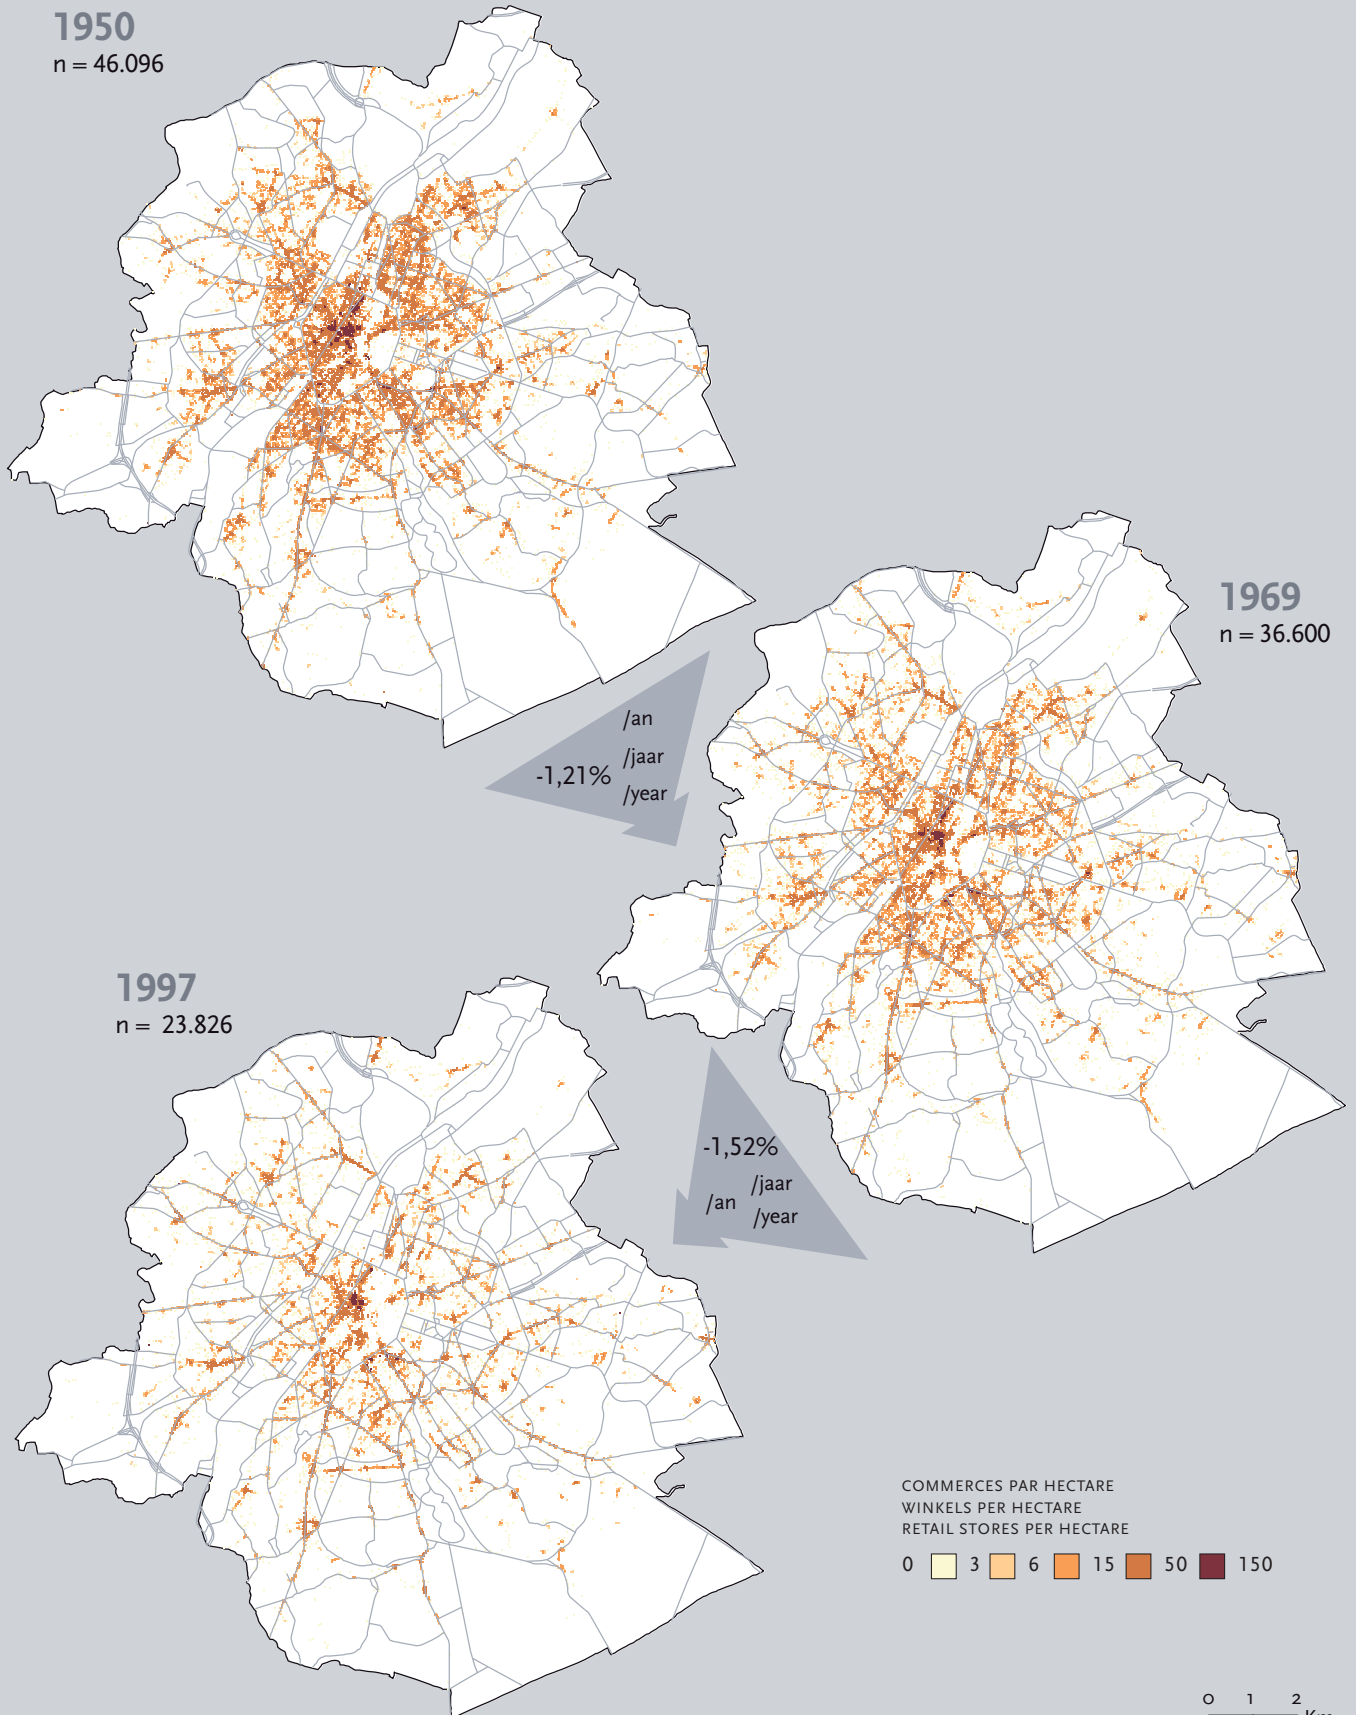 1950
n = 46.096
1969
n = 36.600
/an
/jaar
-1,21%
/year
1997
n = 23.826
-1,52%
/jaar
/an
/year
COMMERCES PAR HECTARE
WINKELS PER HECTARE
RETAIL STORES PER HECTARE
0 3 6 15 50 150
0 1 2
Km